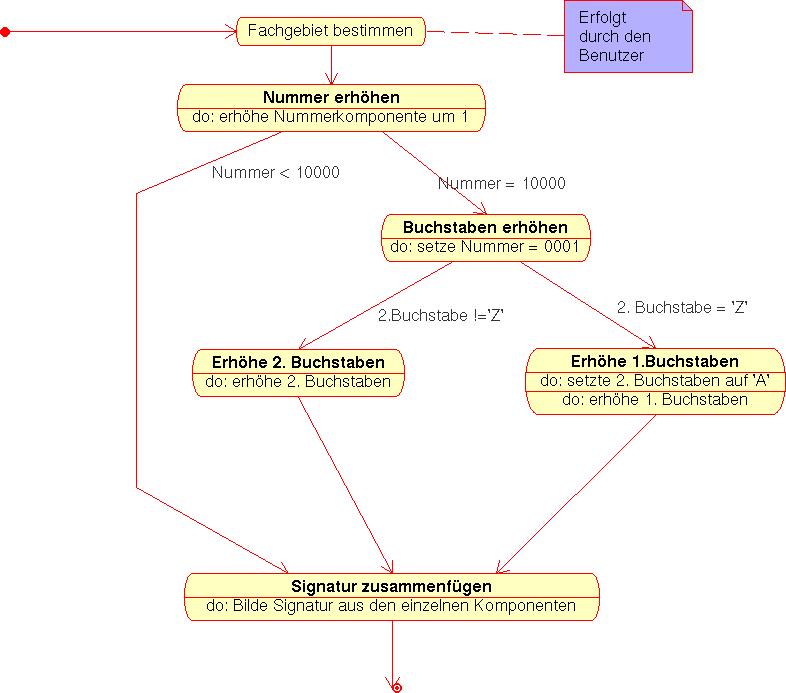 Fachgebiet bestimmen
Erfolgt
durch den
Benutzer
Nummer erhöhen
do: erhöhe Nummerkomponente um 1
Nummer < 10000
Nummer = 10000
Buchstaben erhöhen
do: setze Nummer = 0001
2.Buchstabe !='Z'
2. Buchstabe = 'Z'
Erhöhe 2. Buchstaben
do: erhöhe 2. Buchstaben
Erhöhe 1.Buchstaben
do: setzte 2. Buchstaben auf 'A'
do: erhöhe 1. Buchstaben
Signatur zusammenfügen
do: Bilde Signatur aus den einzelnen Komponenten